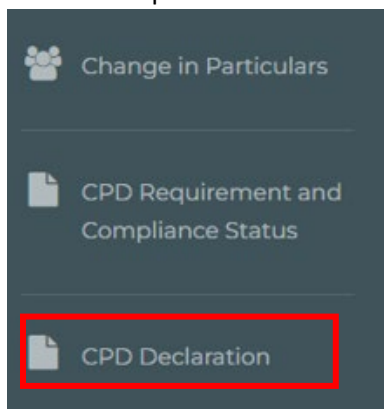 Change in Particulars
CPD Requirement and
Compliance Status
CPD Declaration